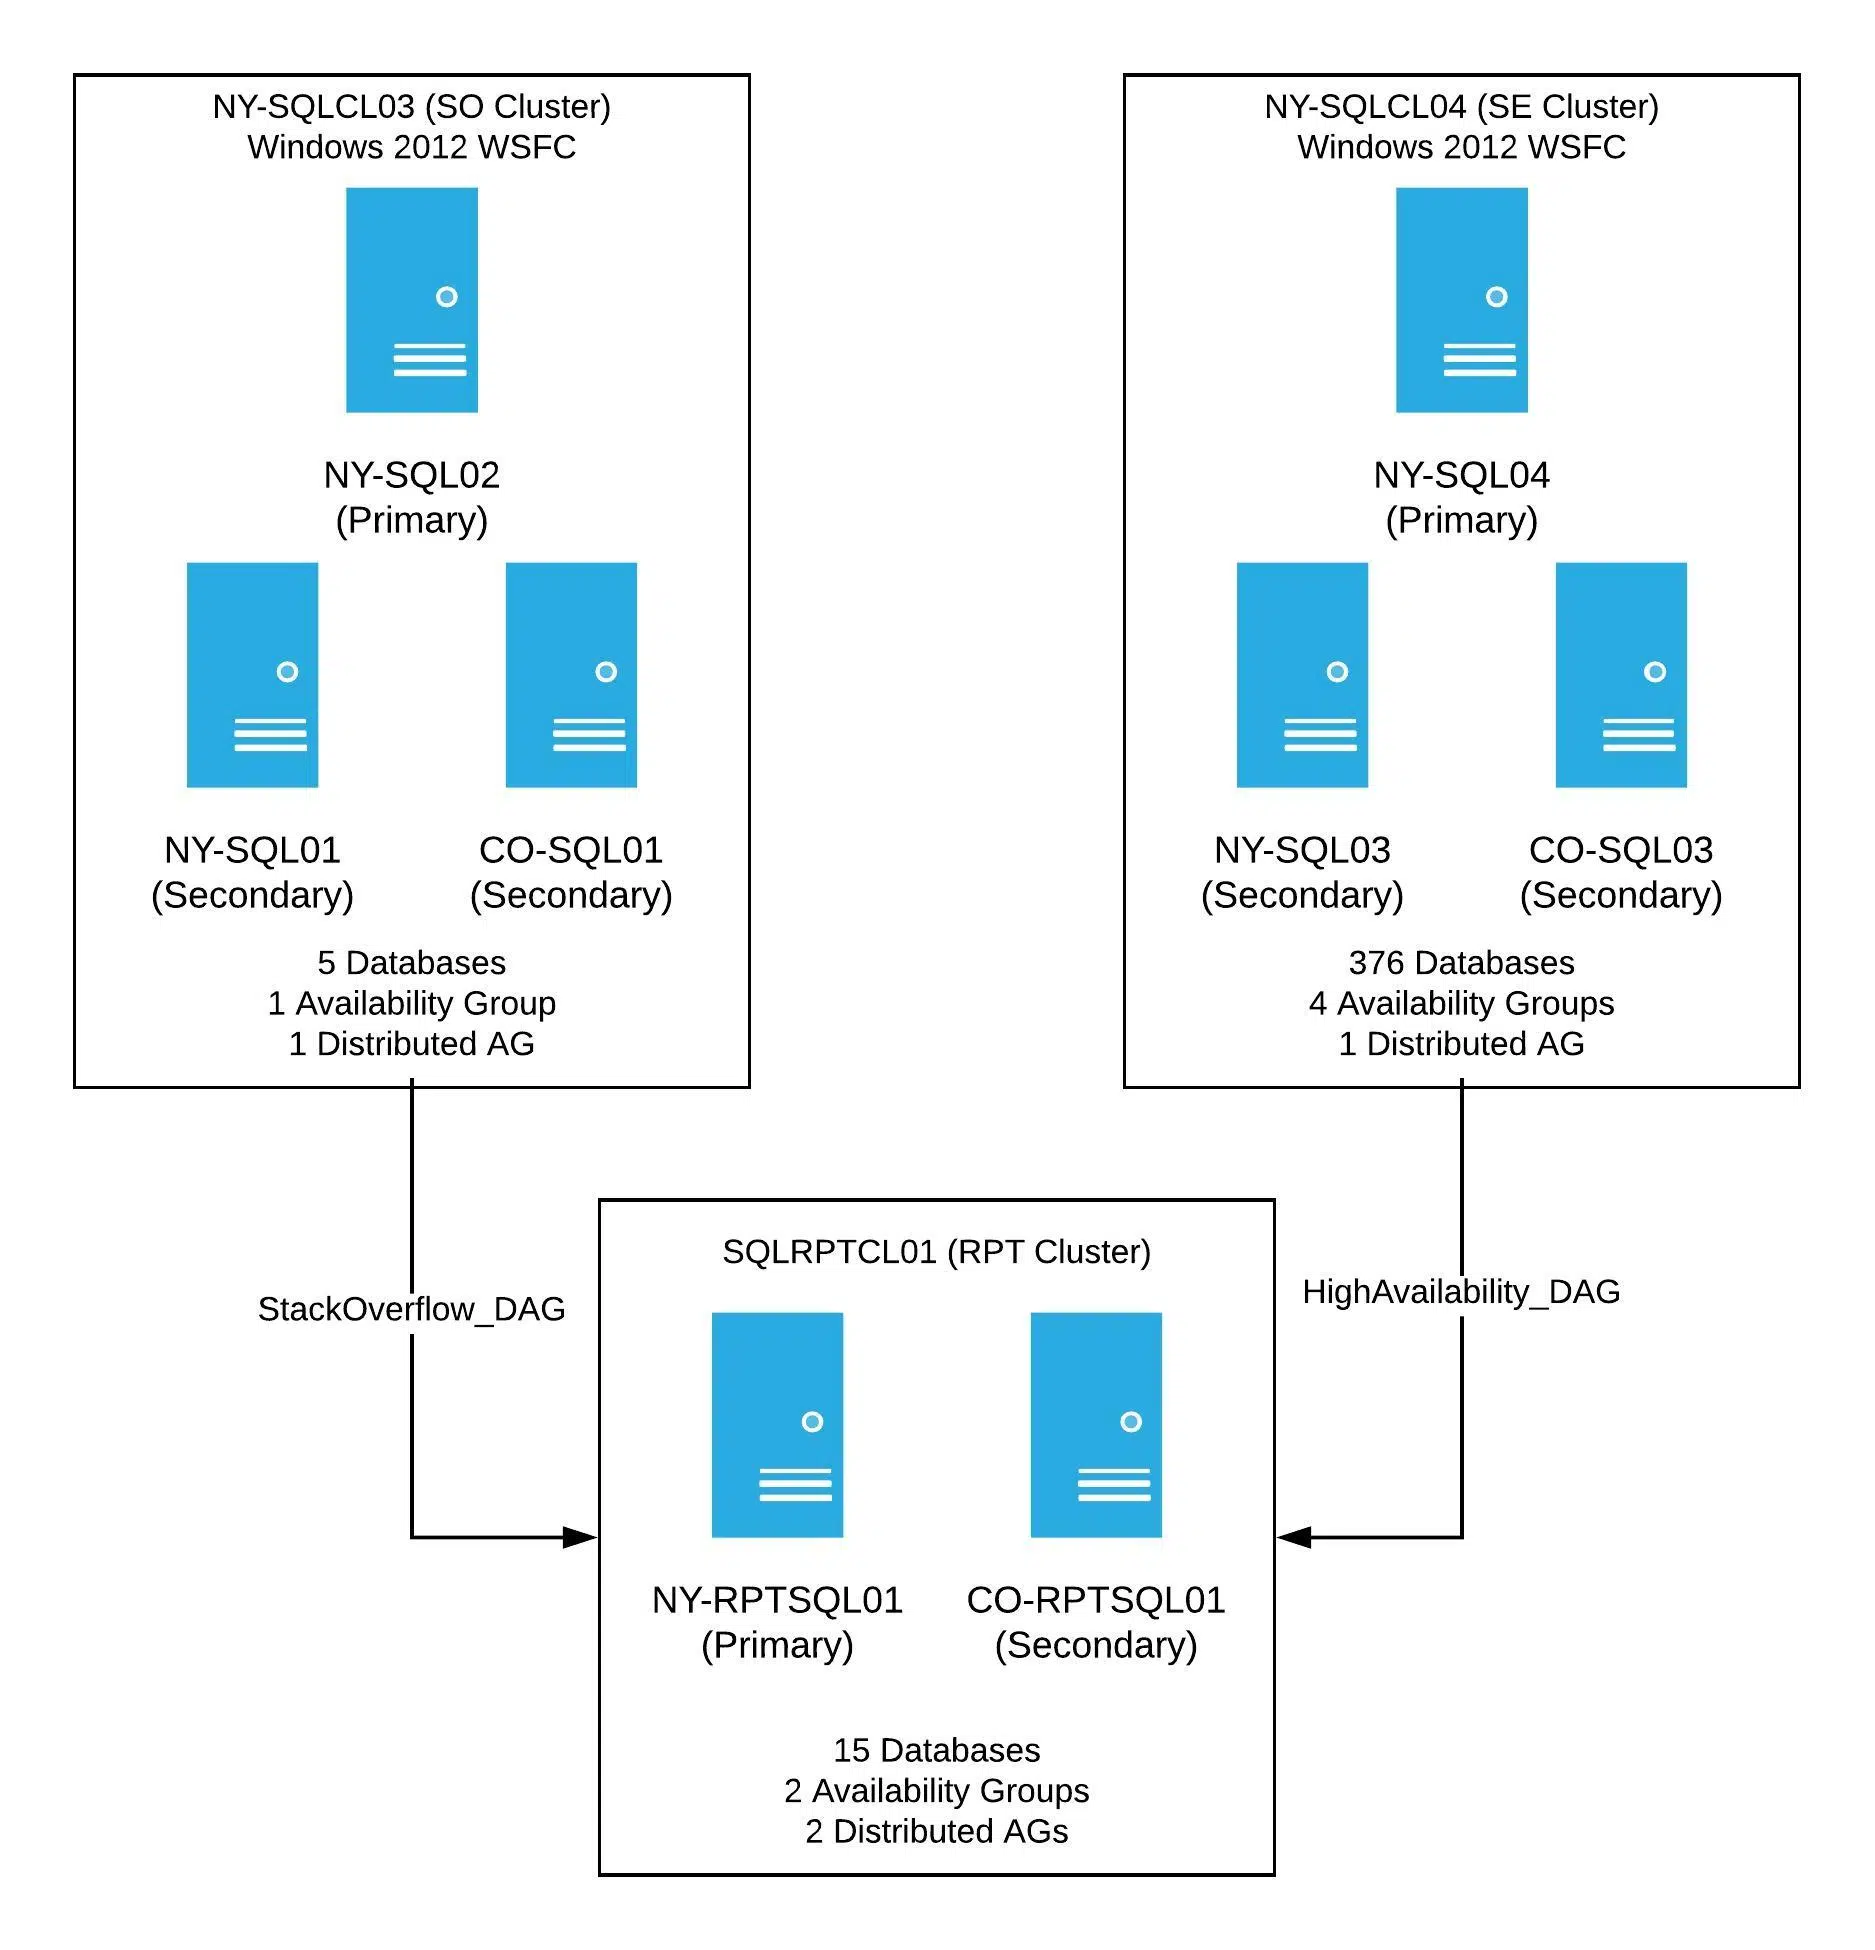 NY-SQLCL03 (SO Cluster)
Windows 2012 WSFC
NY-SQL02
(Primary)
NY-SQL01
(Secondary)
CO-SQL01
(Secondary)
5 Databases
1 Availability Group
1 Distributed AG
NY-SQLCL04 (SE Cluster)
Windows 2012 WSFC
NY-SQL04
(Primary)
NY-SQL03
(Secondary)
CO-SQL03
(Secondary)
376 Databases
4 Availability Groups
1 Distributed AG
StackOverflow_DAG
HighAvailability_DAG
SQLRPTCL01 (RPT Cluster)
NY-RPTSQL01
(Primary)
CO-RPTSQL01
(Secondary)
15 Databases
2 Availability Groups
2 Distributed AGs